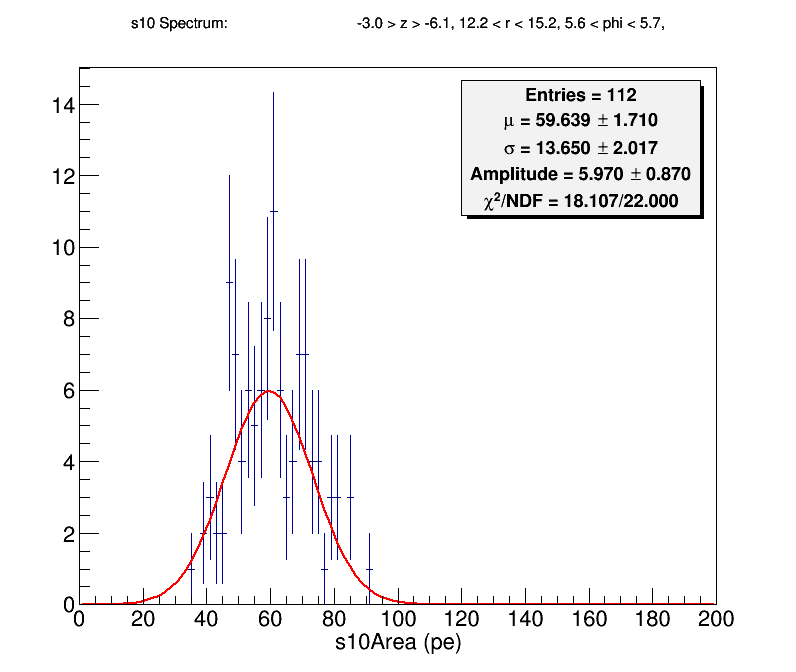 s10 Spectrum: -3.0 > z > -6.1, 12.2 < r < 15.2, 5.6 < phi < 5.7,
Entries = 112
μ = 59.639 ± 1.710
σ = 13.650 ± 2.017
Amplitude = 5.970 ± 0.870
χ²/NDF = 18.107/22.000
14
12
10
8
6
4
2
0
0 20 40 60 80 100 120 140 160 180 200
s10Area (pe)